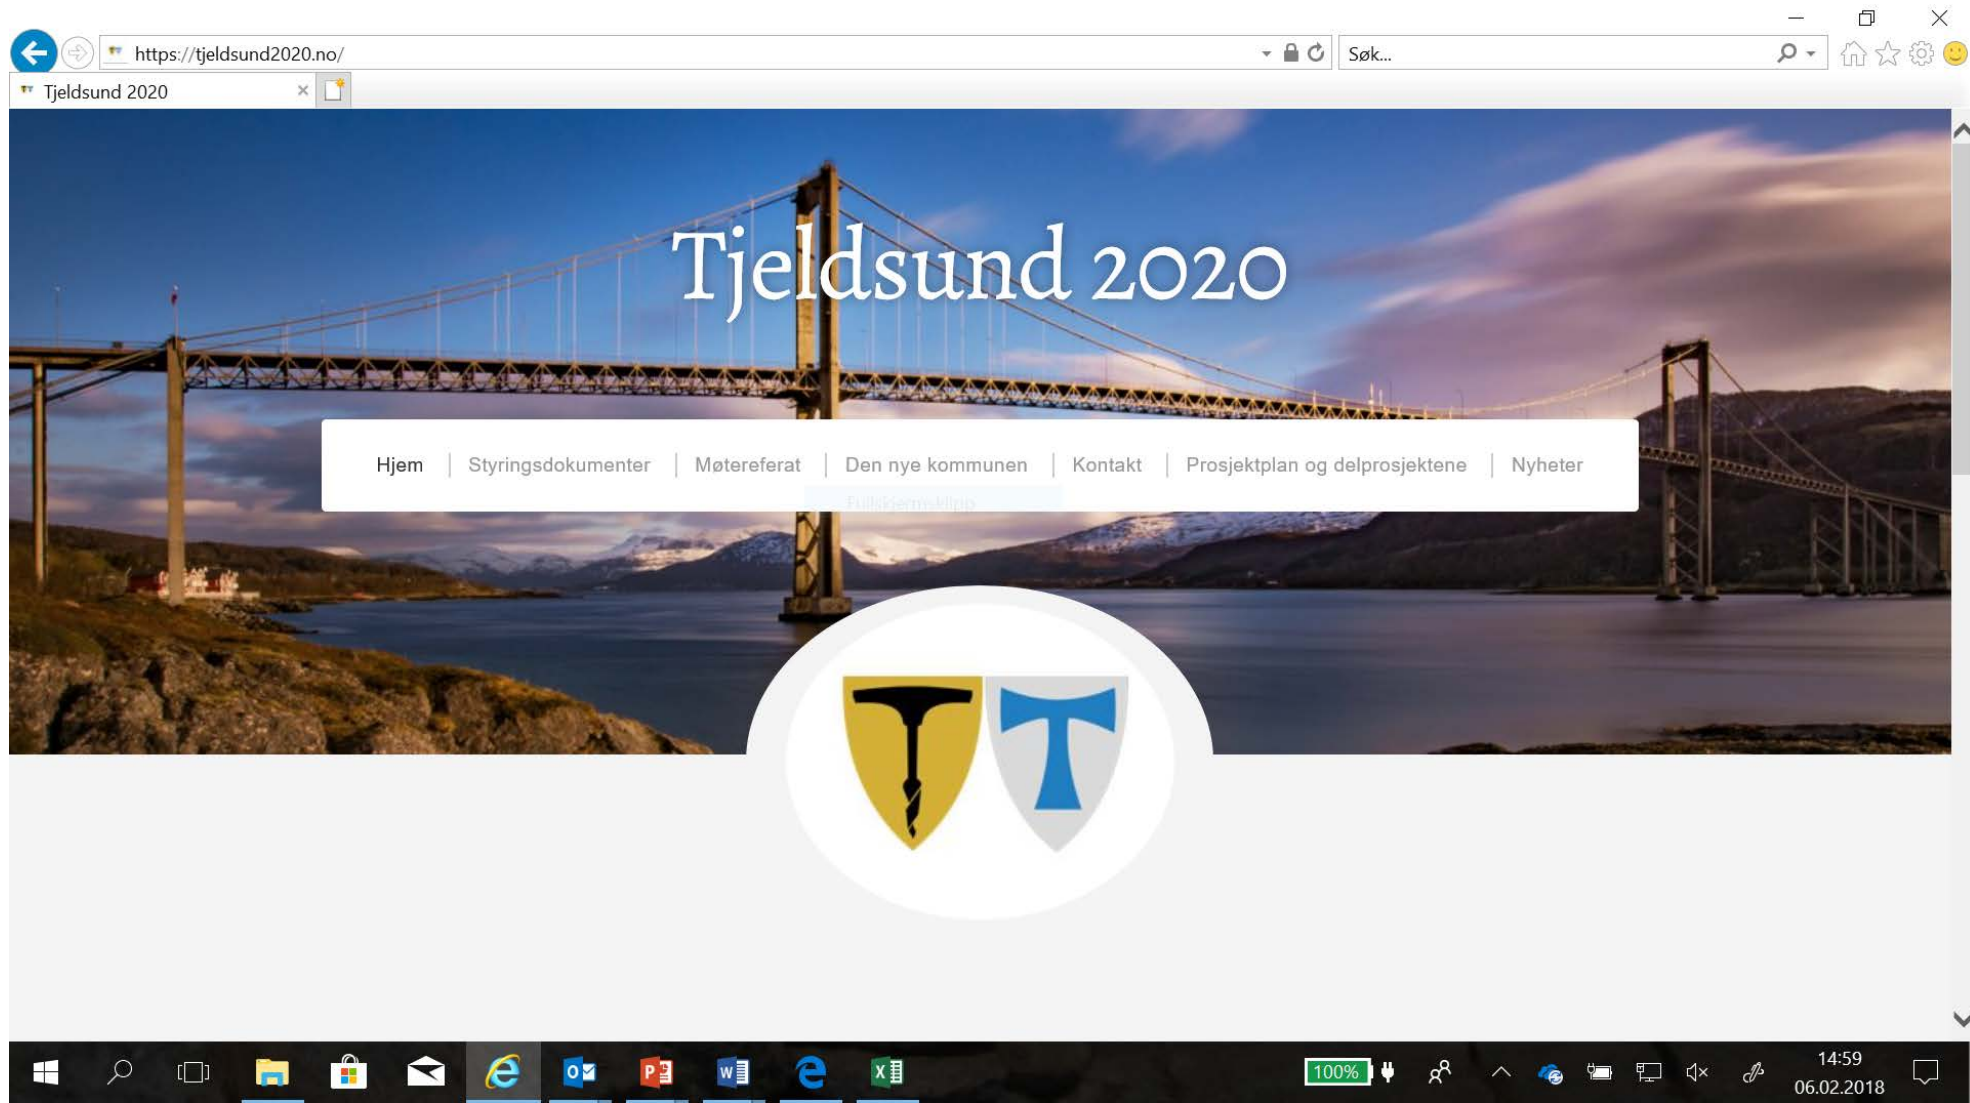 https://tjeldsund2020.no/
Søk...
Tjeldsund 2020
Tjeldsund 2020
Hjem
Styringsdokumenter
Møtereferat
Den nye kommunen
Kontakt
Prosjektplan og delprosjektene
Nyheter
Fullskjermsklipp
100%
14:59
06.02.2018